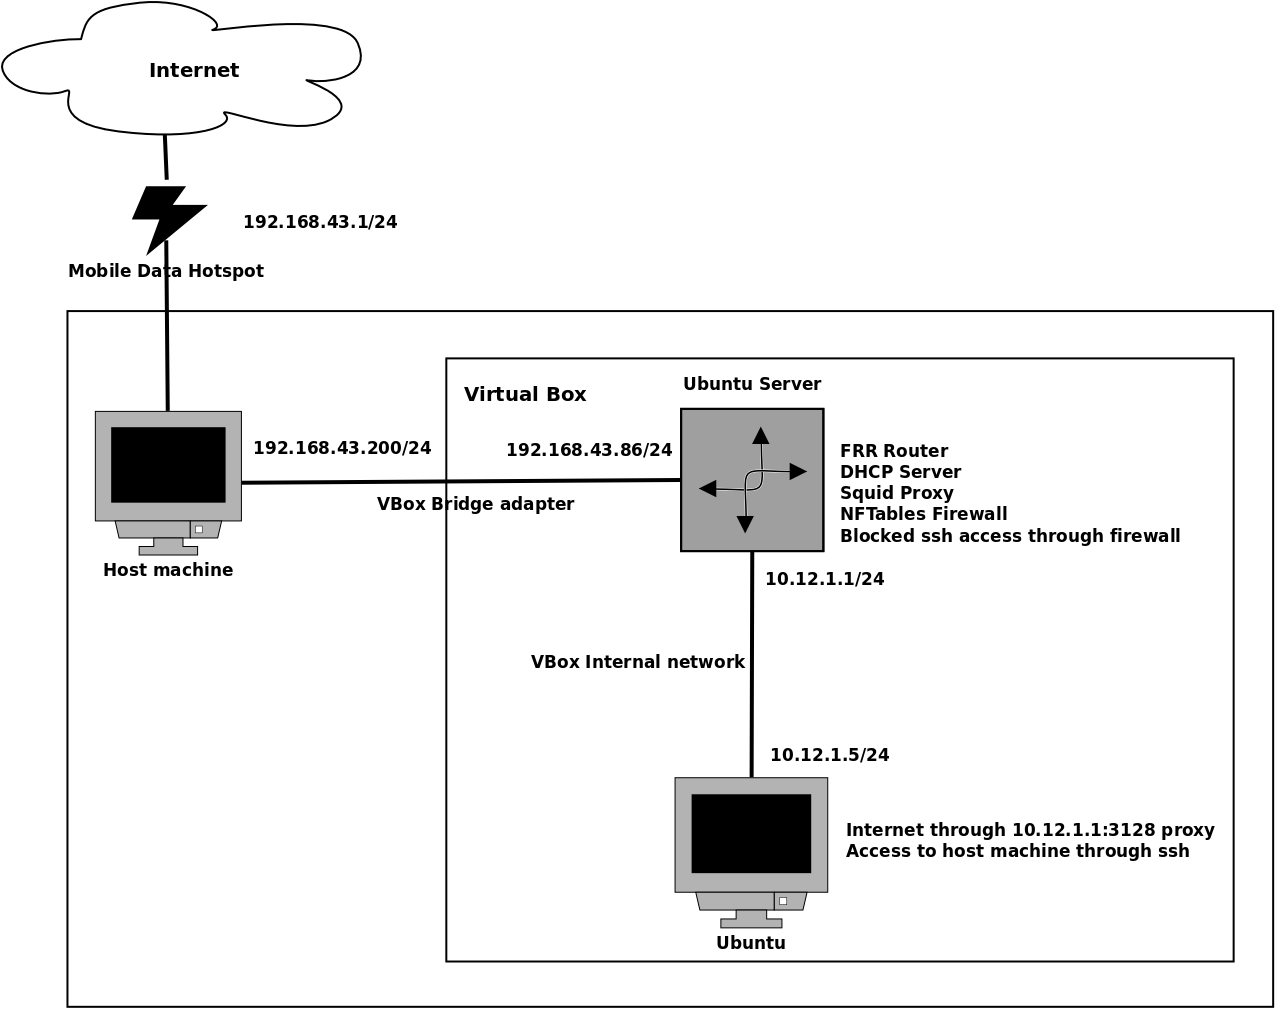 Internet
192.168.43.1/24
Mobile Data Hotspot
Virtual Box
Ubuntu Server
192.168.43.200/24
192.168.43.86/24
VBox Bridge adapter
FRR Router
DHCP Server
Squid Proxy
NFTables Firewall
Blocked ssh access through firewall
Host machine
10.12.1.1/24
VBox Internal network
10.12.1.5/24
Internet through 10.12.1.1:3128 proxy
Access to host machine through ssh
Ubuntu